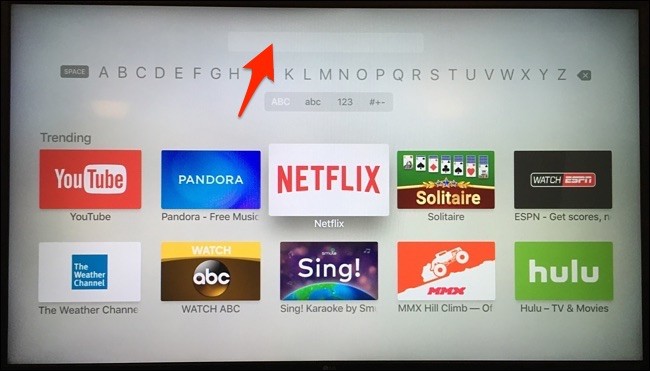 SPACE A B C D E F G H K L M N O P Q R S T U V W X Y Z
ABC abc 123 #+-
Trending
YouTube
PANDORA
NETFLIX
Solitaire
WATCH ESPN
YouTube
Pandora - Free Music
Netflix
Solitaire
ESPN - Get scores, n
The
Weather
Channel
WATCH
abc
smule
Sing!
MMX
hulu
The Weather Channe
WATCH ABC
Sing! Karaoke by Smu
MMX Hill Climb — Of
Hulu – TV & Movies